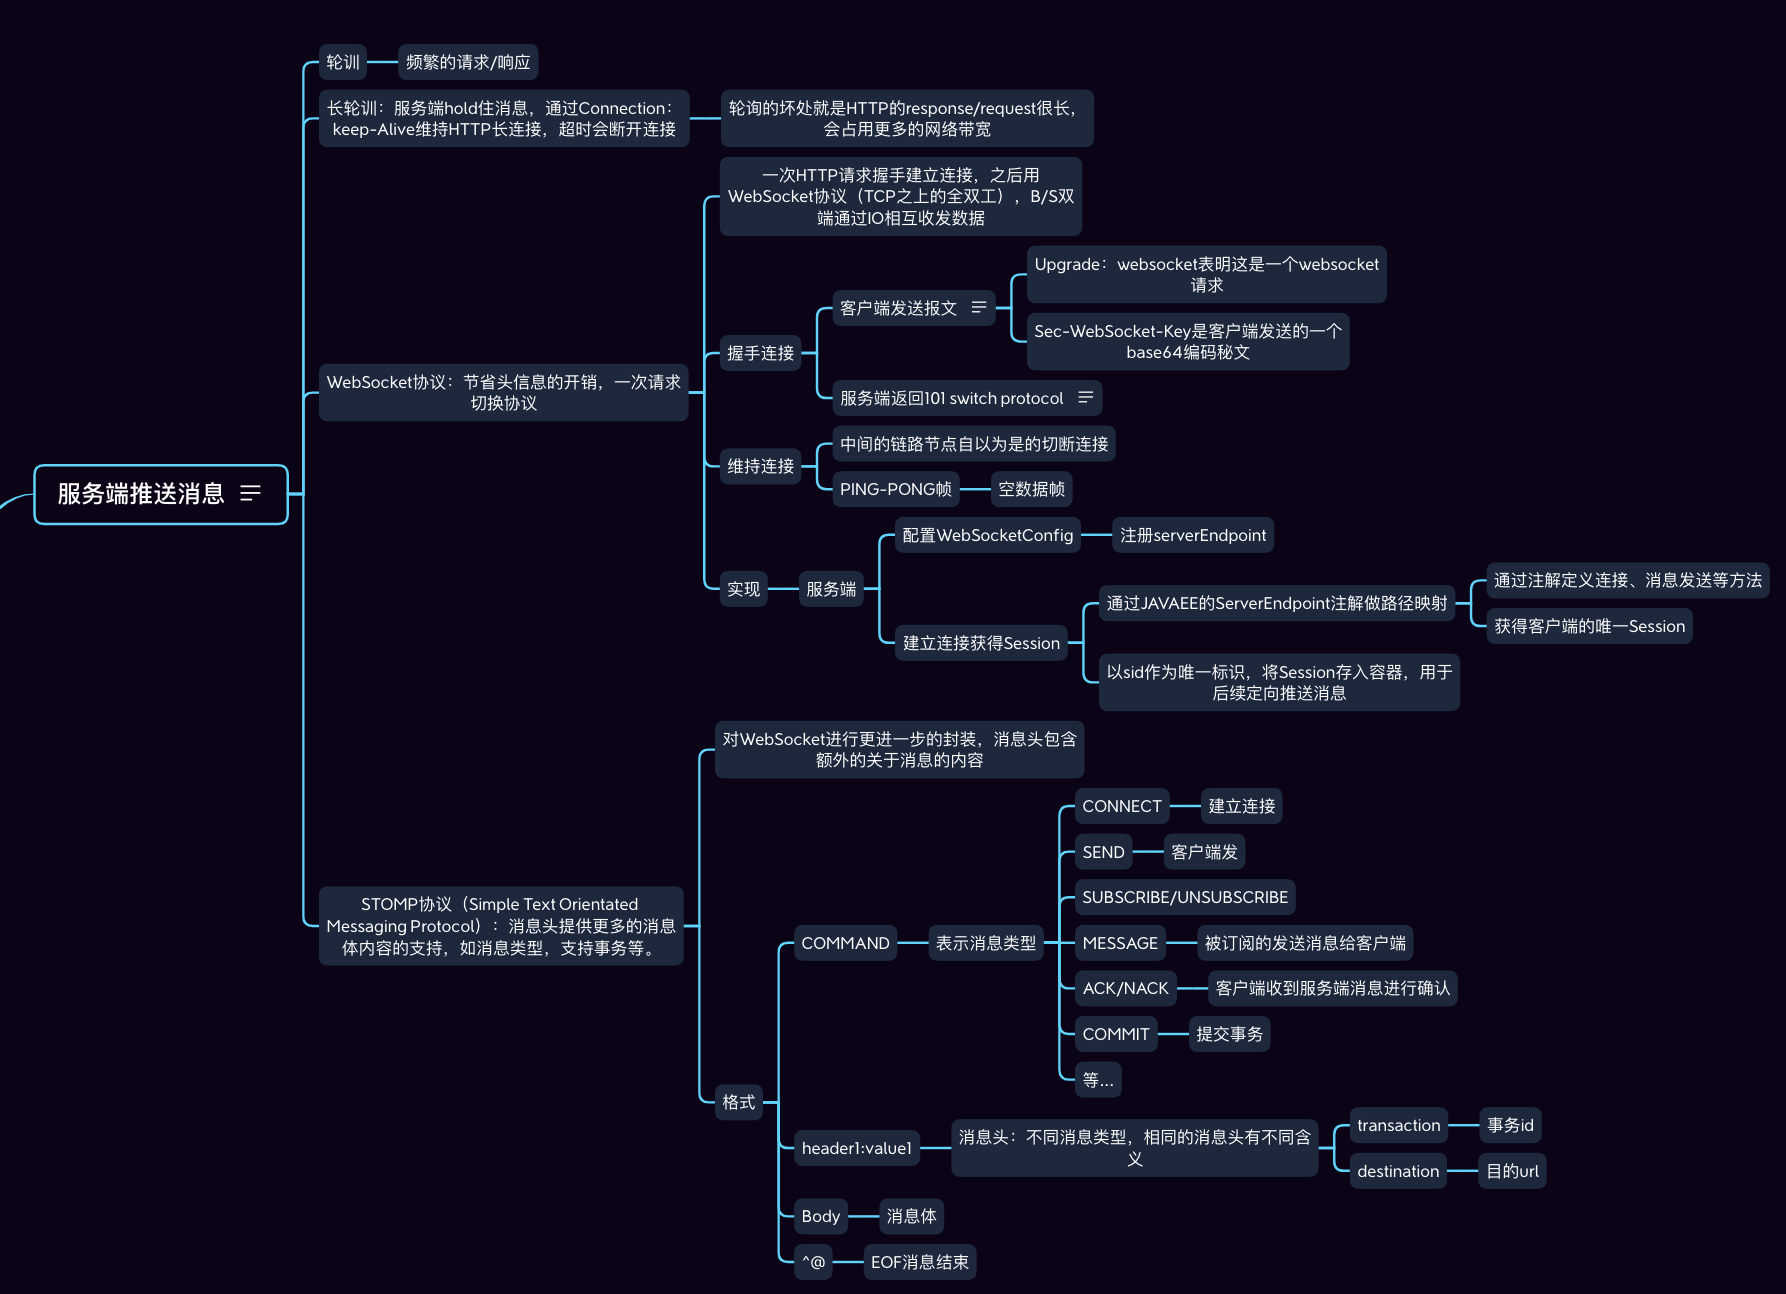 服务端推送消息
轮训
频繁的请求/响应
长轮训：服务端hold住消息，通过Connection：
keep-Alive维持HTTP长连接，超时会断开连接
轮询的坏处就是HTTP的response/request很长，
会占用更多的网络带宽
WebSocket协议：节省头信息的开销，一次请求
切换协议
一次HTTP请求握手建立连接，之后用
WebSocket协议（TCP之上的全双工），B/S双
端通过IO相互收发数据
握手连接
客户端发送报文
Upgrade：websocket表明这是一个websocket
请求
Sec-WebSocket-Key是客户端发送的一个
base64编码秘文
服务端返回101 switch protocol
维持连接
中间的链路节点自以为是的切断连接
PING-PONG帧
空数据帧
实现
服务端
配置WebSocketConfig
注册serverEndpoint
建立连接获得Session
通过JAVAEE的ServerEndpoint注解做路径映射
通过注解定义连接、消息发送等方法
获得客户端的唯一Session
以sid作为唯一标识，将Session存入容器，用于
后续定向推送消息
STOMP协议（Simple Text Orientated
Messaging Protocol）：消息头提供更多的消息
体内容的支持，如消息类型，支持事务等。
对WebSocket进行更进一步的封装，消息头包含
额外的关于消息的内容
格式
COMMAND
表示消息类型
CONNECT
建立连接
SEND
客户端发
SUBSCRIBE/UNSUBSCRIBE
MESSAGE
被订阅的发送消息给客户端
ACK/NACK
客户端收到服务端消息进行确认
COMMIT
提交事务
等...
header1:value1
消息头：不同消息类型，相同的消息头有不同含
义
transaction
事务id
destination
目的url
Body
消息体
^@
EOF消息结束